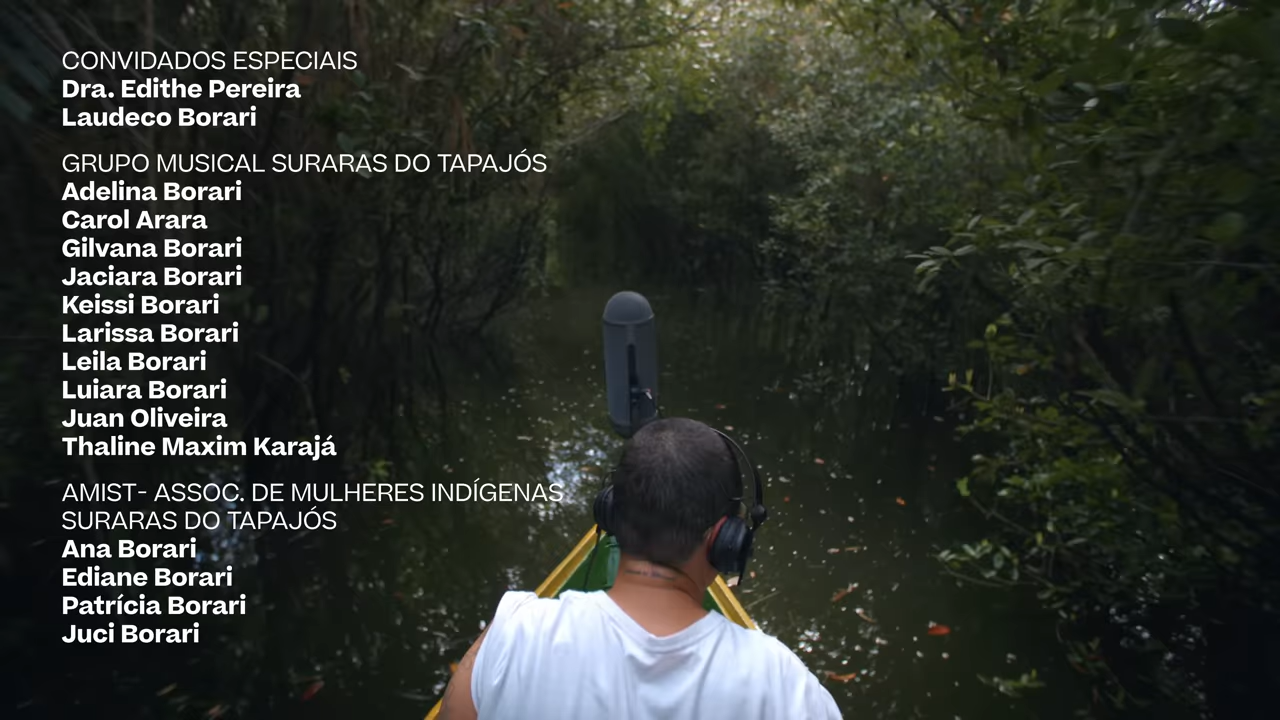 CONVIDADOS ESPECIAIS
Dra. Edithe Pereira
Laudeco Borari
GRUPO MUSICAL SURARAS DO TAPAJÓS
Adelina Borari
Carol Arara
Gilvana Borari
Jaciara Borari
Keissi Borari
Larissa Borari
Leila Borari
Luiara Borari
Juan Oliveira
Thaline Maxim Karajá
AMIST- ASSOC. DE MULHERES INDÍGENAS
SURARAS DO TAPAJÓS
Ana Borari
Ediane Borari
Patrícia Borari
Juci Borari